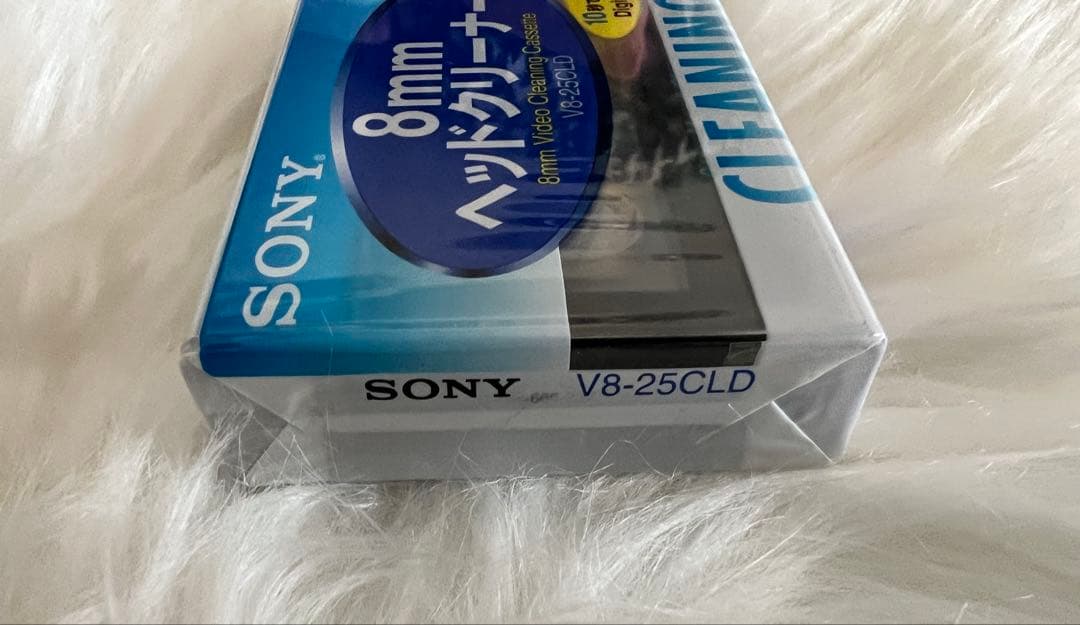 SONY
8mm
ヘッドクリーナー
8mm Video Cleaning Cassette
V8-25CLD
CLEANING
SONY V8-25CLD